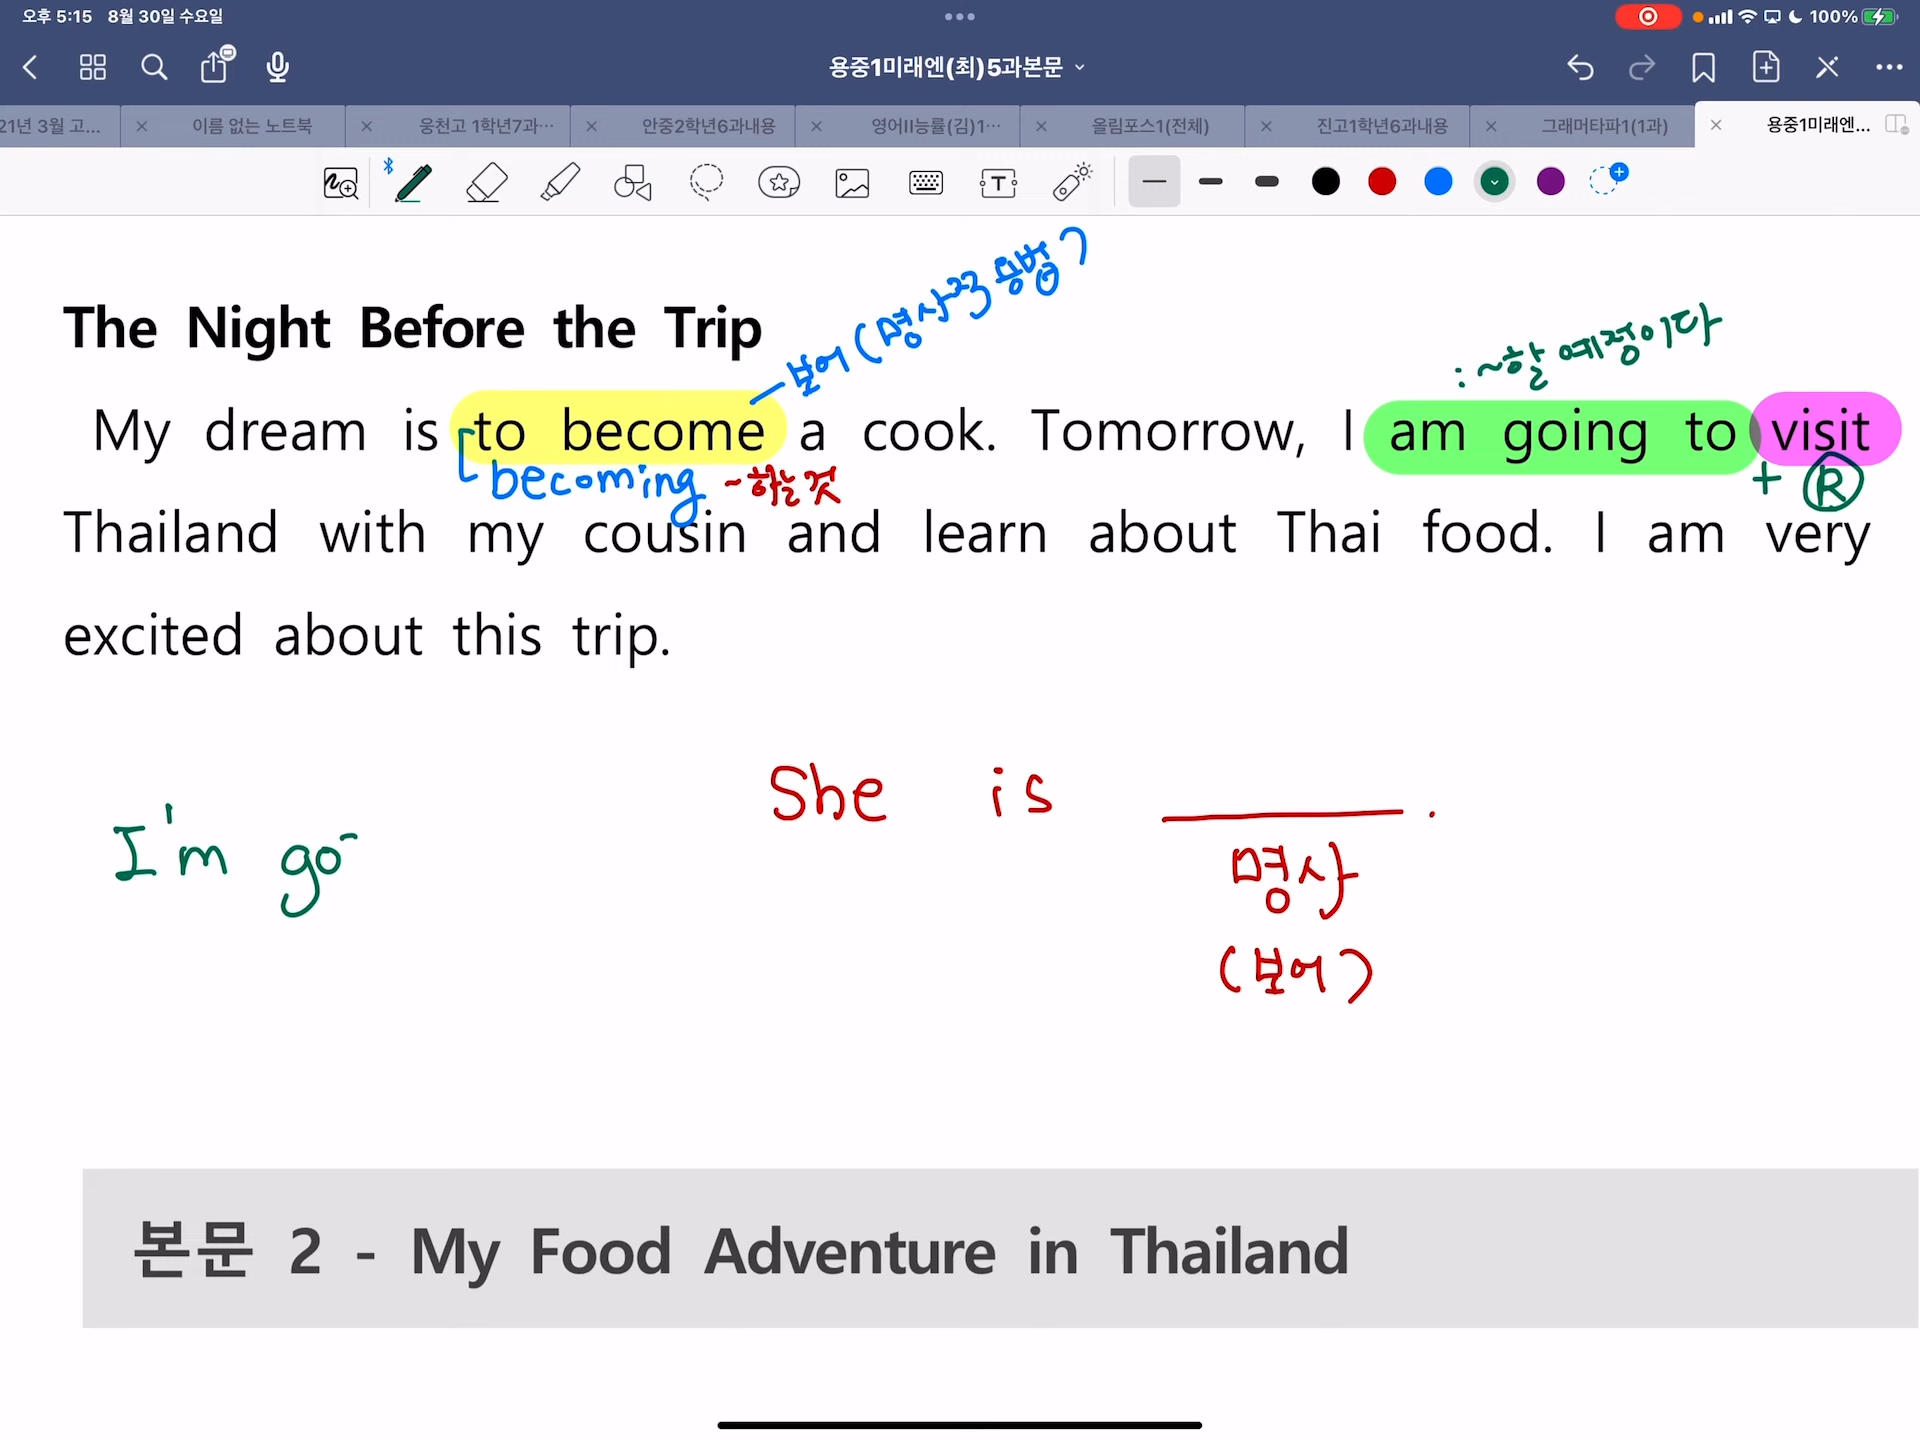 오후 5:15 8월 30일 수요일
100%
용중1미래엔(최)5과본문
21년 3월 고... 이름 없는 노트북 웅천고 1학년7과… 안중2학년6과내용 영어II능률(김)1… 올림포스1(전체) 진고1학년6과내용 그래머타파1(1과) 용중1미래엔...
The Night Before the Trip
보어 (명사적 용법)
: ~할 예정이다
My dream is to become a cook. Tomorrow, I am going to visit
becoming ~하는 것
+ R
Thailand with my cousin and learn about Thai food. I am very
excited about this trip.
She is ______ .
I'm go
명사
(보어)
본문 2 - My Food Adventure in Thailand